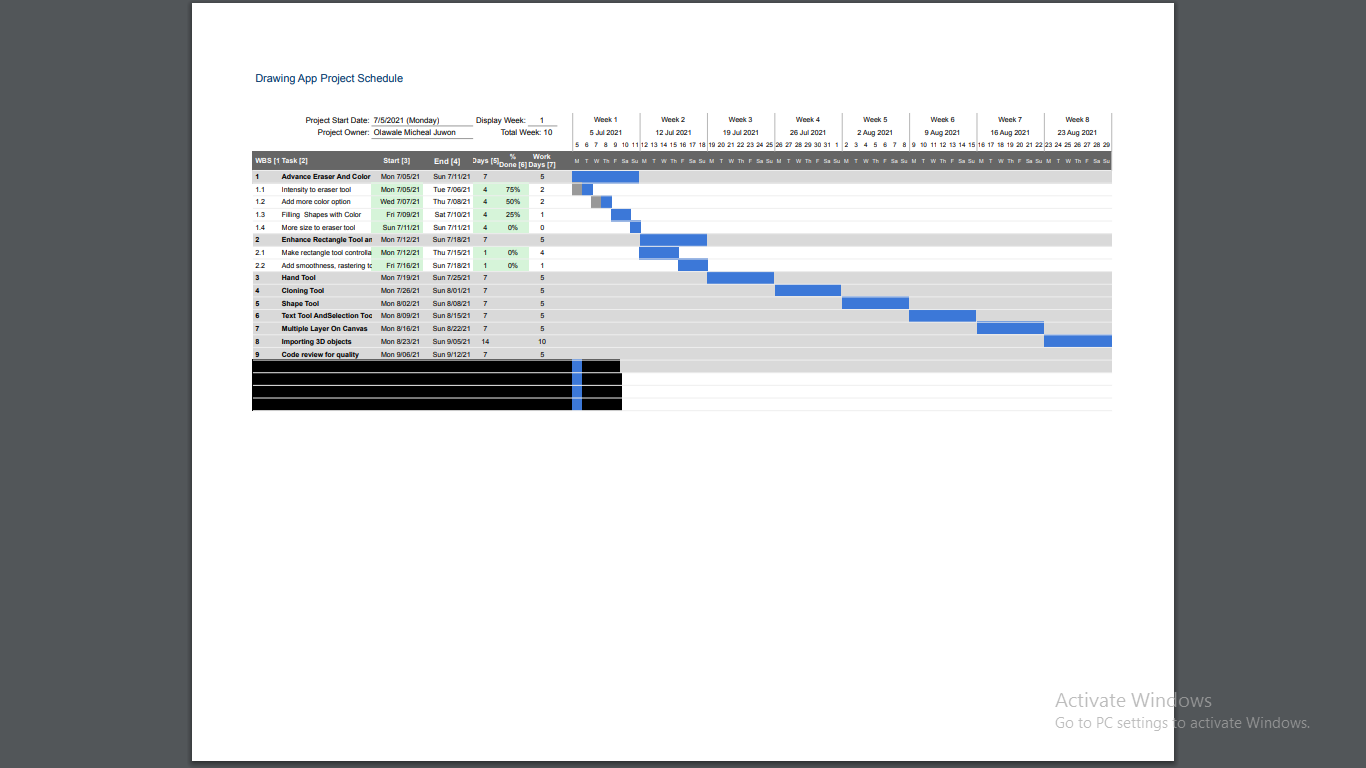 Drawing App Project Schedule
Project Start Date: 7/5/2021 (Monday) Display Week: 1 Week 1 Week 2 Week 3 Week 4 Week 5 Week 6 Week 7 Week 8
Project Owner: Olawale Micheal Juwon Total Week: 10 5 Jul 2021 12 Jul 2021 19 Jul 2021 26 Jul 2021 2 Aug 2021 9 Aug 2021 16 Aug 2021 23 Aug 2021
5 6 7 8 9 10 11 12 13 14 15 16 17 18 19 20 21 22 23 24 25 26 27 28 29 30 31 1 2 3 4 5 6 7 8 9 10 11 12 13 14 15 16 17 18 19 20 21 22 23 24 25 26 27 28 29
WBS [1 Task [2] Start [3] End [4] Days [5] % Done [6] Work Days [7] M T W Th F Sa Su M T W Th F Sa Su M T W Th F Sa Su M T W Th F Sa Su M T W Th F Sa Su M T W Th F Sa Su M T W Th F Sa Su M T W Th F Sa Su
1 Advance Eraser And Color Mon 7/05/21 Sun 7/11/21 7 5
1.1 Intensity to eraser tool Mon 7/05/21 Tue 7/06/21 4 75% 2
1.2 Add more color option Wed 7/07/21 Thu 7/08/21 4 50% 2
1.3 Filling Shapes with Color Fri 7/09/21 Sat 7/10/21 4 25% 1
1.4 More size to eraser tool Sun 7/11/21 Sun 7/11/21 4 0% 0
2 Enhance Rectangle Tool an Mon 7/12/21 Sun 7/18/21 7 5
2.1 Make rectangle tool controlla Mon 7/12/21 Thu 7/15/21 1 0% 4
2.2 Add smoothness, rastering to Fri 7/16/21 Sun 7/18/21 1 0% 1
3 Hand Tool Mon 7/19/21 Sun 7/25/21 7 5
4 Cloning Tool Mon 7/26/21 Sun 8/01/21 7 5
5 Shape Tool Mon 8/02/21 Sun 8/08/21 7 5
6 Text Tool AndSelection Too Mon 8/09/21 Sun 8/15/21 7 5
7 Multiple Layer On Canvas Mon 8/16/21 Sun 8/22/21 7 5
8 Importing 3D objects Mon 8/23/21 Sun 9/05/21 14 10
9 Code review for quality Mon 9/06/21 Sun 9/12/21 7 5
Activate Windows
Go to PC settings to activate Windows.